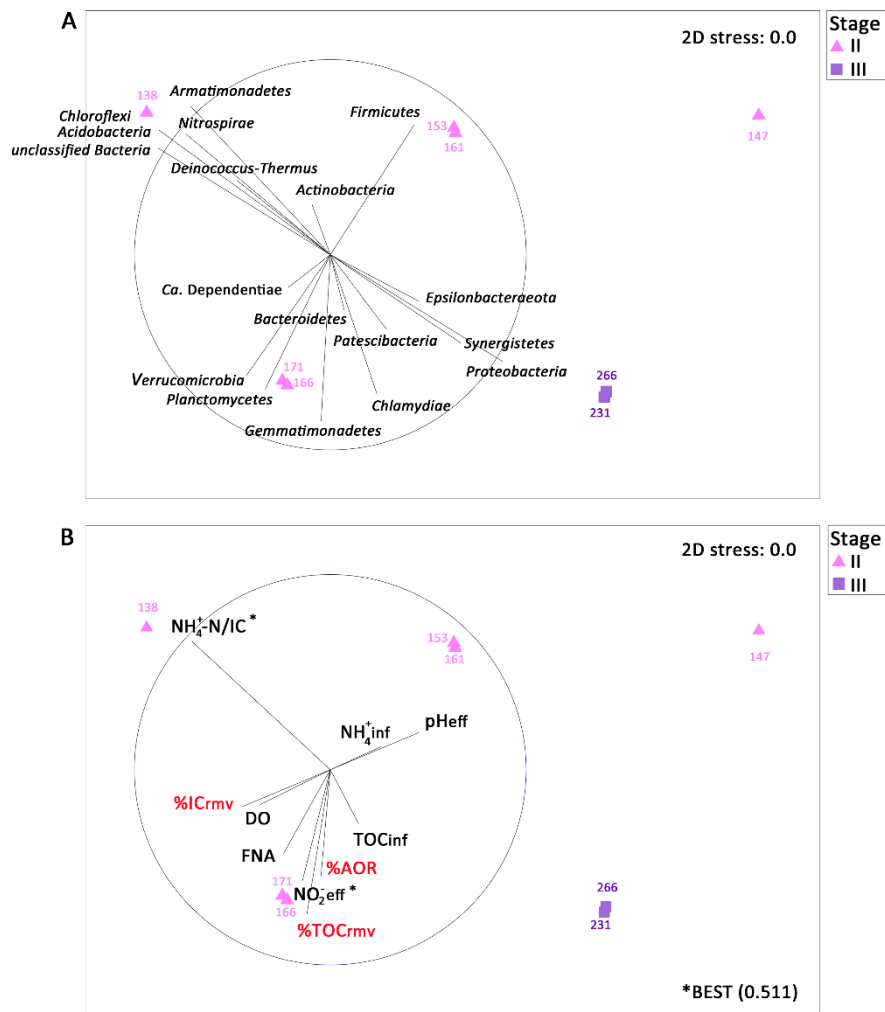 A
2D stress: 0.0
Stage
II
III
138
Armatimonadetes
Chloroflexi
Nitrospirae
Acidobacteria
unclassified Bacteria
Deinococcus-Thermus
Actinobacteria
Firmicutes
153
161
147
Ca. Dependentiae
Epsilonbacteraeota
Bacteroidetes
Patescibacteria
Synergistetes
Proteobacteria
Verrucomicrobia
171
166
Planctomycetes
Chlamydiae
Gemmatimonadetes
266
231
B
2D stress: 0.0
Stage
II
III
138
NH₄⁺-N/IC *
153
161
147
NH₄⁺inf
pHeff
%ICrmv
DO
TOCinf
FNA
%AOR
171
166
NO₂⁻eff *
%TOCrmv
266
231
*BEST (0.511)